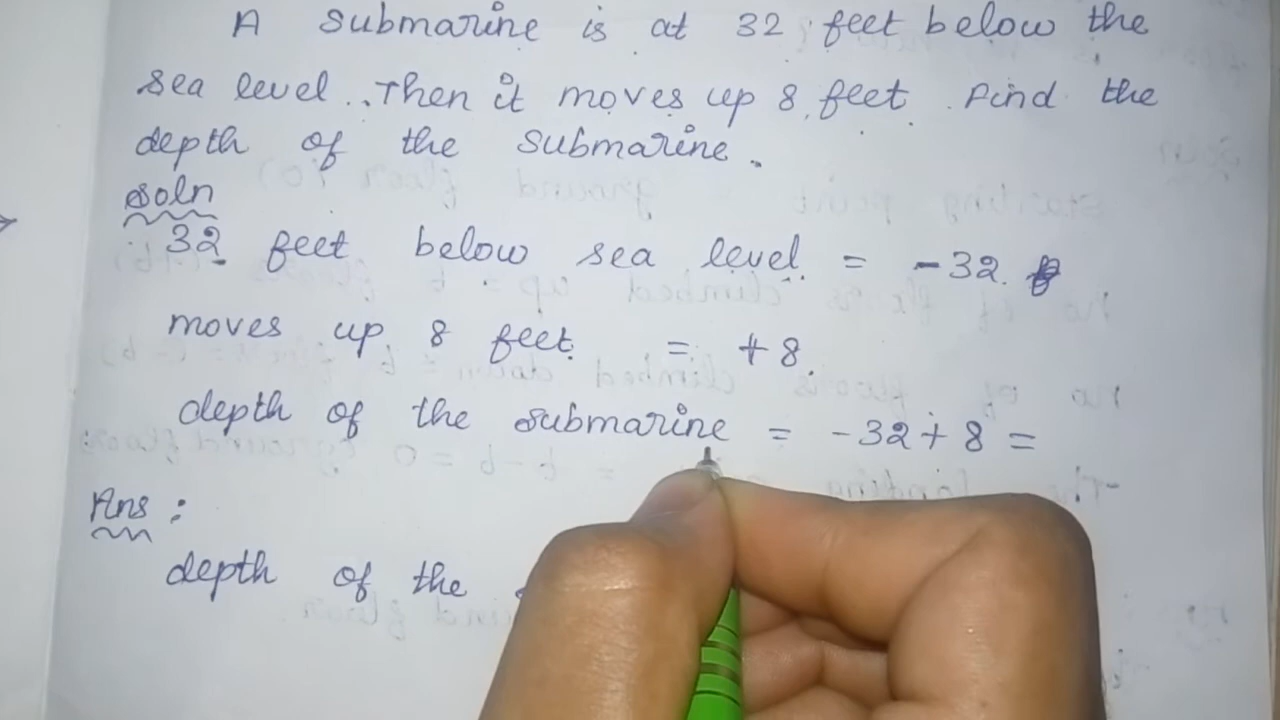 A submarine is at 32 feet below the
sea level. Then it moves up 8 feet. Find the
depth of the submarine.
Soln
32 feet below sea level = -32.
moves up 8 feet = +8.
depth of the submarine = -32 + 8 =
Ans :
depth of the